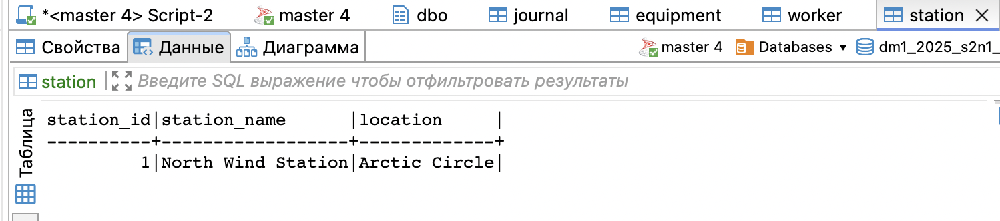 *<master 4> Script-2 master 4 dbo journal equipment worker station
Свойства Данные Диаграмма master 4 Databases dm1_2025_s2n1_
station Введите SQL выражение чтобы отфильтровать результаты
Таблица
station_id|station_name      |location     |
----------+------------------+-------------+
         1|North Wind Station|Arctic Circle|